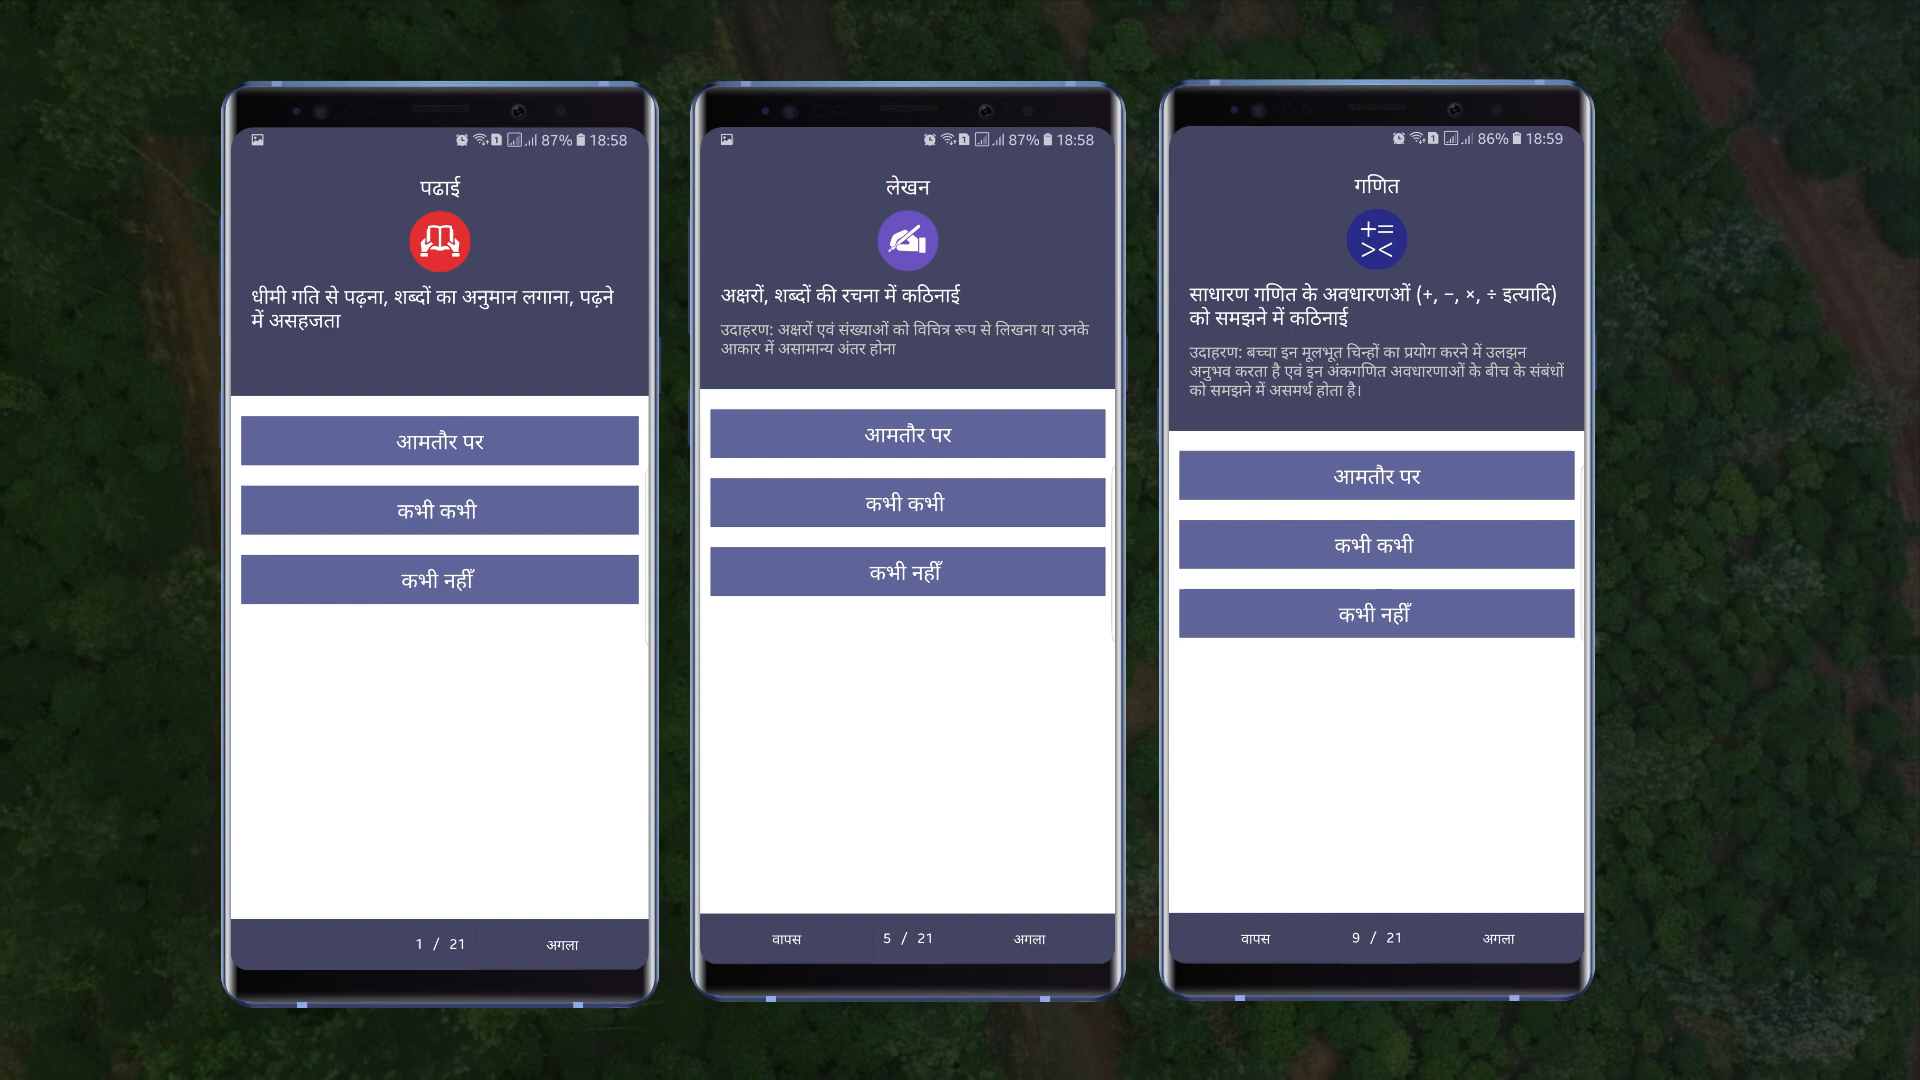 87% 18:58
पढाई
धीमी गति से पढ़ना, शब्दों का अनुमान लगाना, पढ़ने
में असहजता
आमतौर पर
कभी कभी
कभी नहीं
1 / 21
अगला
87% 18:58
लेखन
अक्षरों, शब्दों की रचना में कठिनाई
उदाहरण: अक्षरों एवं संख्याओं को विचित्र रूप से लिखना या उनके
आकार में असामान्य अंतर होना
आमतौर पर
कभी कभी
कभी नहीं
वापस
5 / 21
अगला
86% 18:59
गणित
+=
><
साधारण गणित के अवधारणओं (+, −, ×, ÷ इत्यादि)
को समझने में कठिनाई
उदाहरण: बच्चा इन मूलभूत चिन्हों का प्रयोग करने में उलझन
अनुभव करता है एवं इन अंकगणित अवधारणाओं के बीच के संबंधों
को समझने में असमर्थ होता है।
आमतौर पर
कभी कभी
कभी नहीं
वापस
9 / 21
अगला